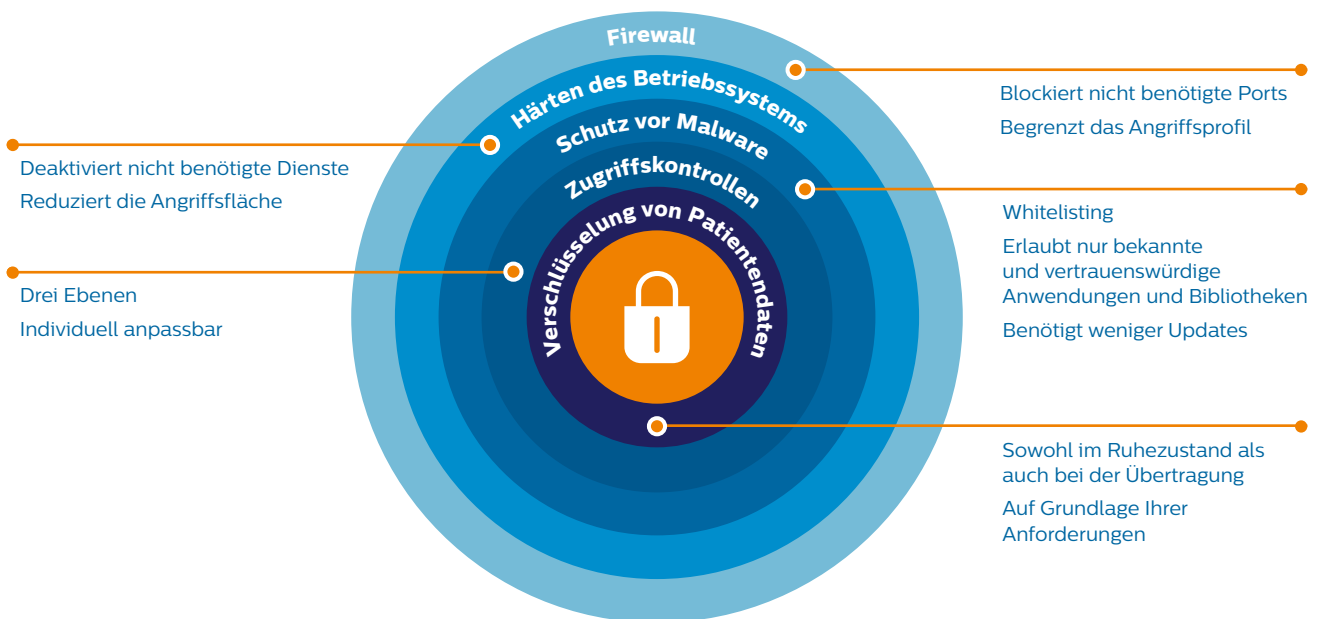 Firewall
Härten des Betriebssystems
Schutz vor Malware
Zugriffskontrollen
Verschlüsselung von Patientendaten
Deaktiviert nicht benötigte Dienste
Reduziert die Angriffsfläche
Drei Ebenen
Individuell anpassbar
Blockiert nicht benötigte Ports
Begrenzt das Angriffsprofil
Whitelisting
Erlaubt nur bekannte
und vertrauenswürdige
Anwendungen und Bibliotheken
Benötigt weniger Updates
Sowohl im Ruhezustand als
auch bei der Übertragung
Auf Grundlage Ihrer
Anforderungen